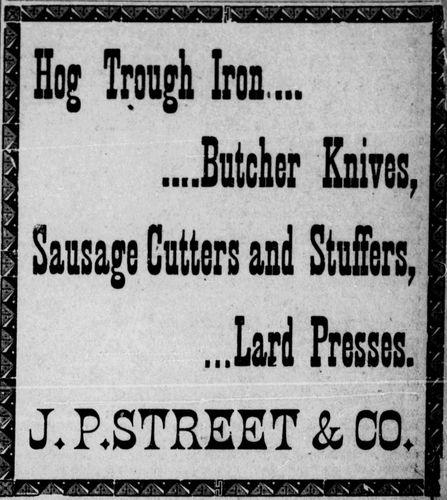 Hog Trough Iron....
....Butcher Knives,
Sausage Cutters and Stuffers,
...Lard Presses.
J. P. STREET & CO.